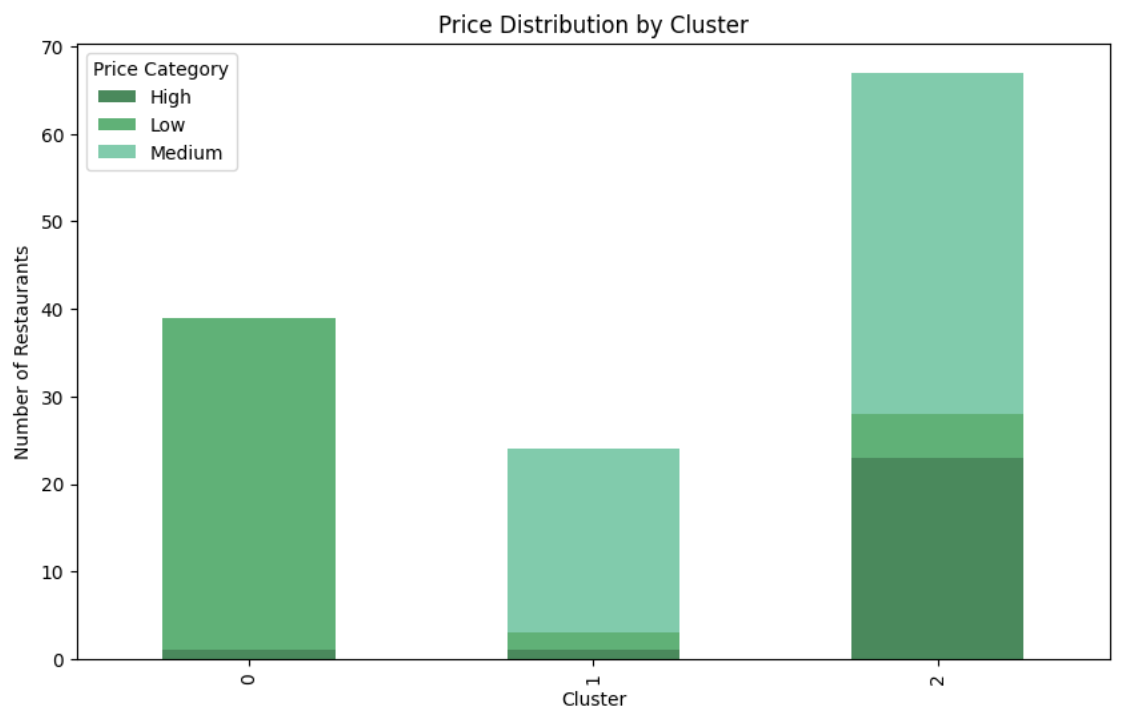 Price Distribution by Cluster
Price Category
High
Low
Medium
Number of Restaurants
70
60
50
40
30
20
10
0
0
1
2
Cluster